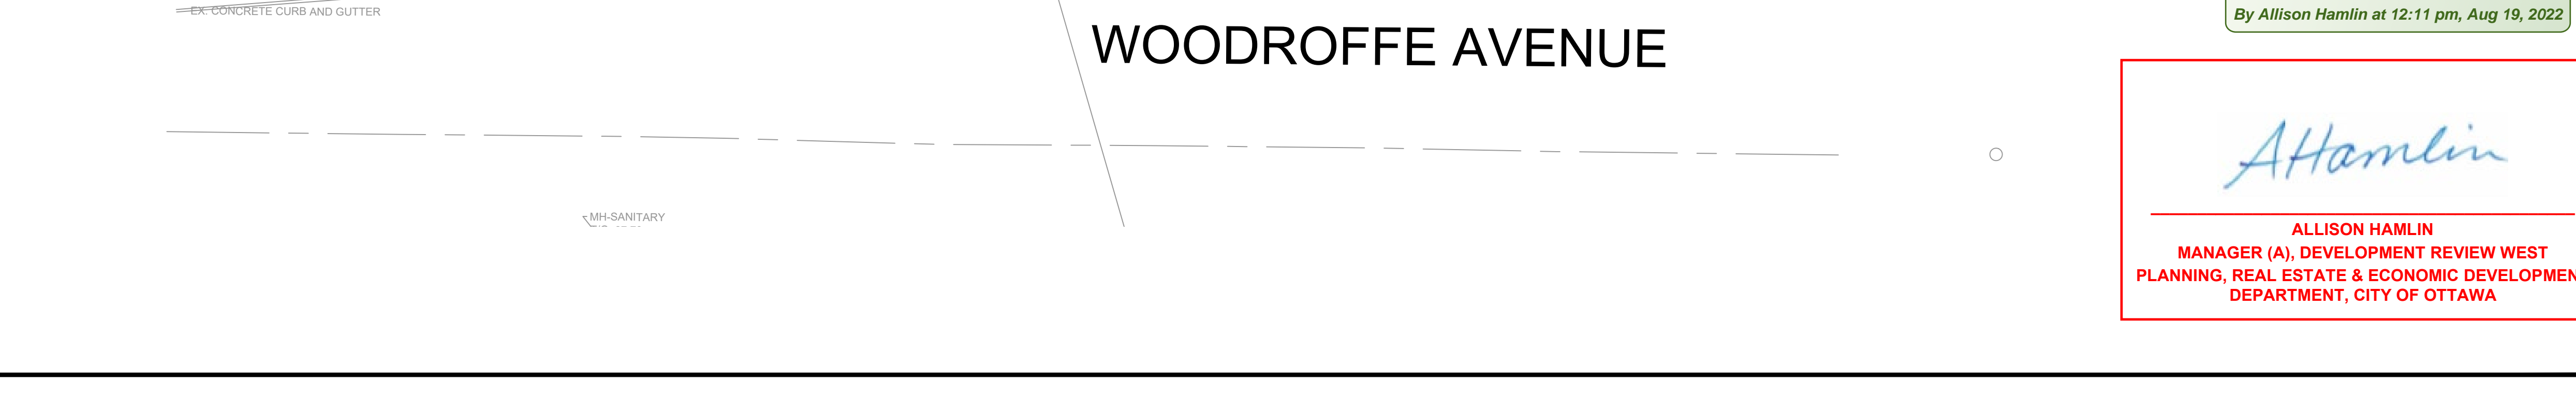 EX. CONCRETE CURB AND GUTTER
By Allison Hamlin at 12:11 pm, Aug 19, 2022
WOODROFFE AVENUE
AHamlin
MH-SANITARY
ALLISON HAMLIN
MANAGER (A), DEVELOPMENT REVIEW WEST
PLANNING, REAL ESTATE & ECONOMIC DEVELOPMEN
DEPARTMENT, CITY OF OTTAWA